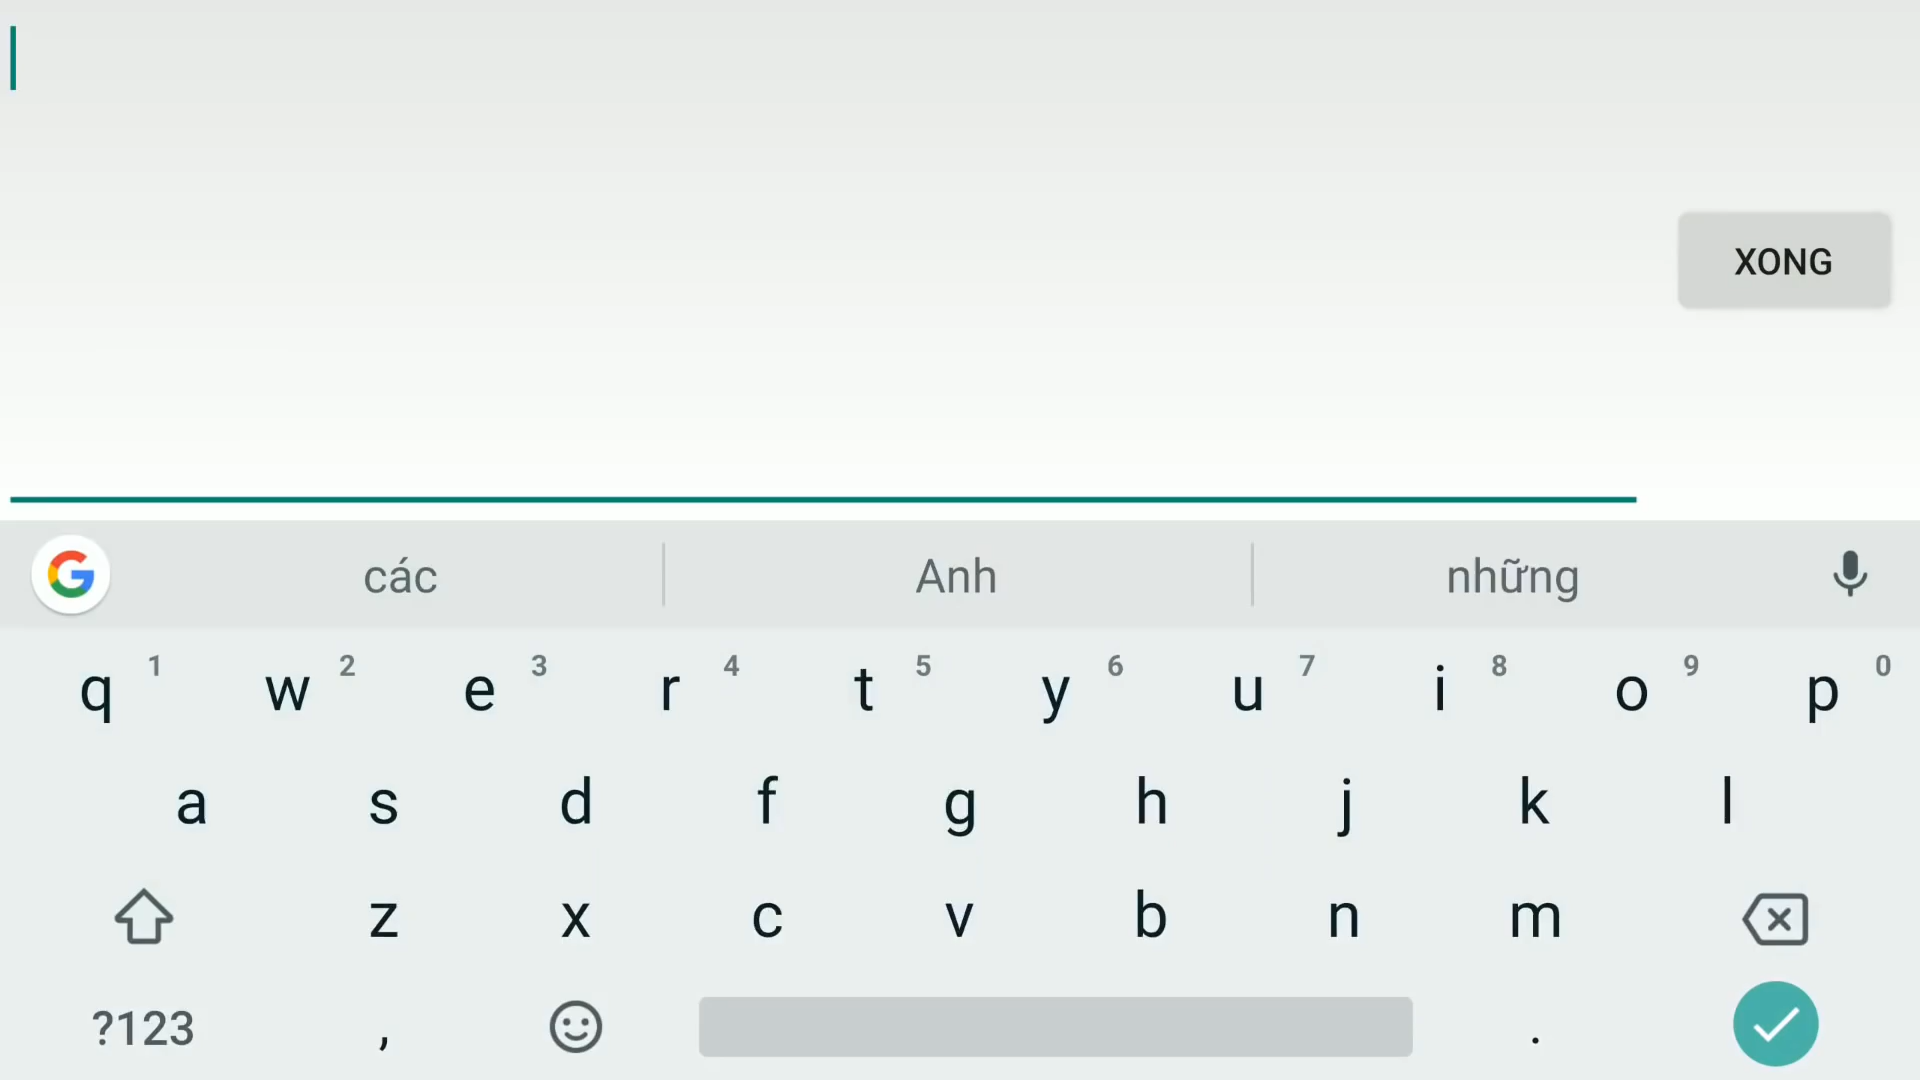 XONG
các Anh những
q 1 w 2 e 3 r 4 t 5 y 6 u 7 i 8 o 9 p 0
a s d f g h j k l
z x c v b n m
?123 , .